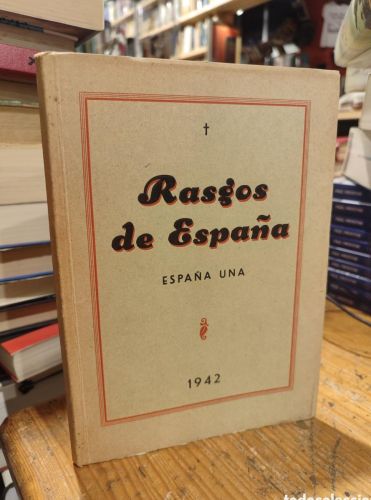 †
Rasgos
de España
ESPAÑA UNA
1942